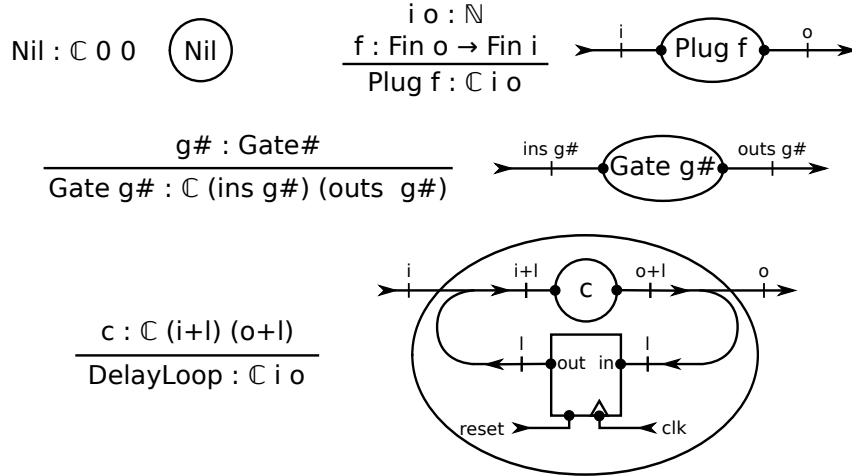 Nil : ℂ 0 0
Nil
i o : ℕ
f : Fin o → Fin i
Plug f : ℂ i o
i
Plug f
o
g# : Gate#
Gate g# : ℂ (ins g#) (outs g#)
ins g#
Gate g#
outs g#
c : ℂ (i+l) (o+l)
DelayLoop : ℂ i o
i
i+l
c
o+l
o
l
out
in
l
reset
clk